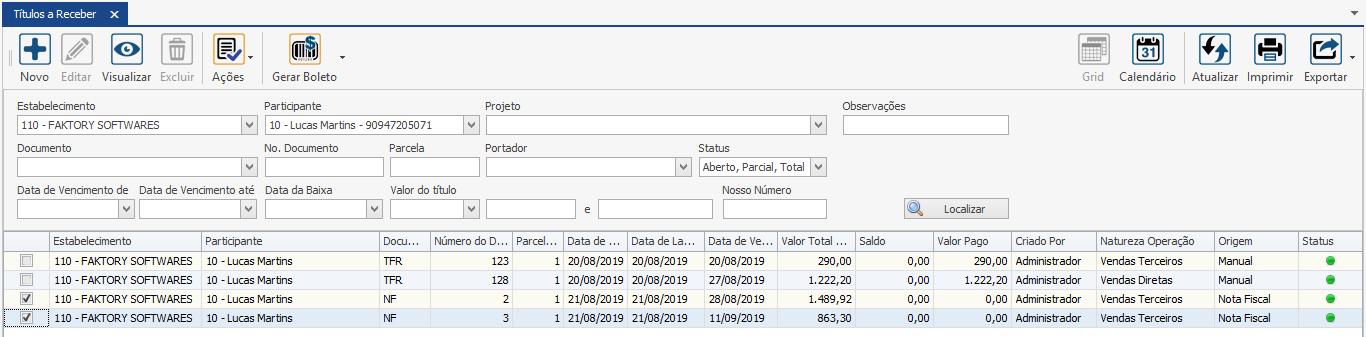 Títulos a Receber
Novo Editar Visualizar Excluir Ações Gerar Boleto Grid 31 Calendário Atualizar Imprimir Exportar
Estabelecimento Participante Projeto Observações
110 - FAKTORY SOFTWARES 10 - Lucas Martins - 90947205071
Documento No. Documento Parcela Portador Status
Aberto, Parcial, Total
Data de Vencimento de Data de Vencimento até Data da Baixa Valor do título Nosso Número
e Localizar
Estabelecimento Participante Docu... Número do D... Parcel... Data de ... Data de La... Data de Ve... Valor Total ... Saldo Valor Pago Criado Por Natureza Operação Origem Status
110 - FAKTORY SOFTWARES 10 - Lucas Martins TFR 123 1 20/08/2019 20/08/2019 20/08/2019 290,00 0,00 290,00 Administrador Vendas Terceiros Manual
110 - FAKTORY SOFTWARES 10 - Lucas Martins TFR 128 1 20/08/2019 20/08/2019 27/08/2019 1.222,20 0,00 1.222,20 Administrador Vendas Diretas Manual
110 - FAKTORY SOFTWARES 10 - Lucas Martins NF 2 1 21/08/2019 21/08/2019 28/08/2019 1.489,92 0,00 0,00 Administrador Vendas Terceiros Nota Fiscal
110 - FAKTORY SOFTWARES 10 - Lucas Martins NF 3 1 21/08/2019 21/08/2019 11/09/2019 863,30 0,00 0,00 Administrador Vendas Terceiros Nota Fiscal